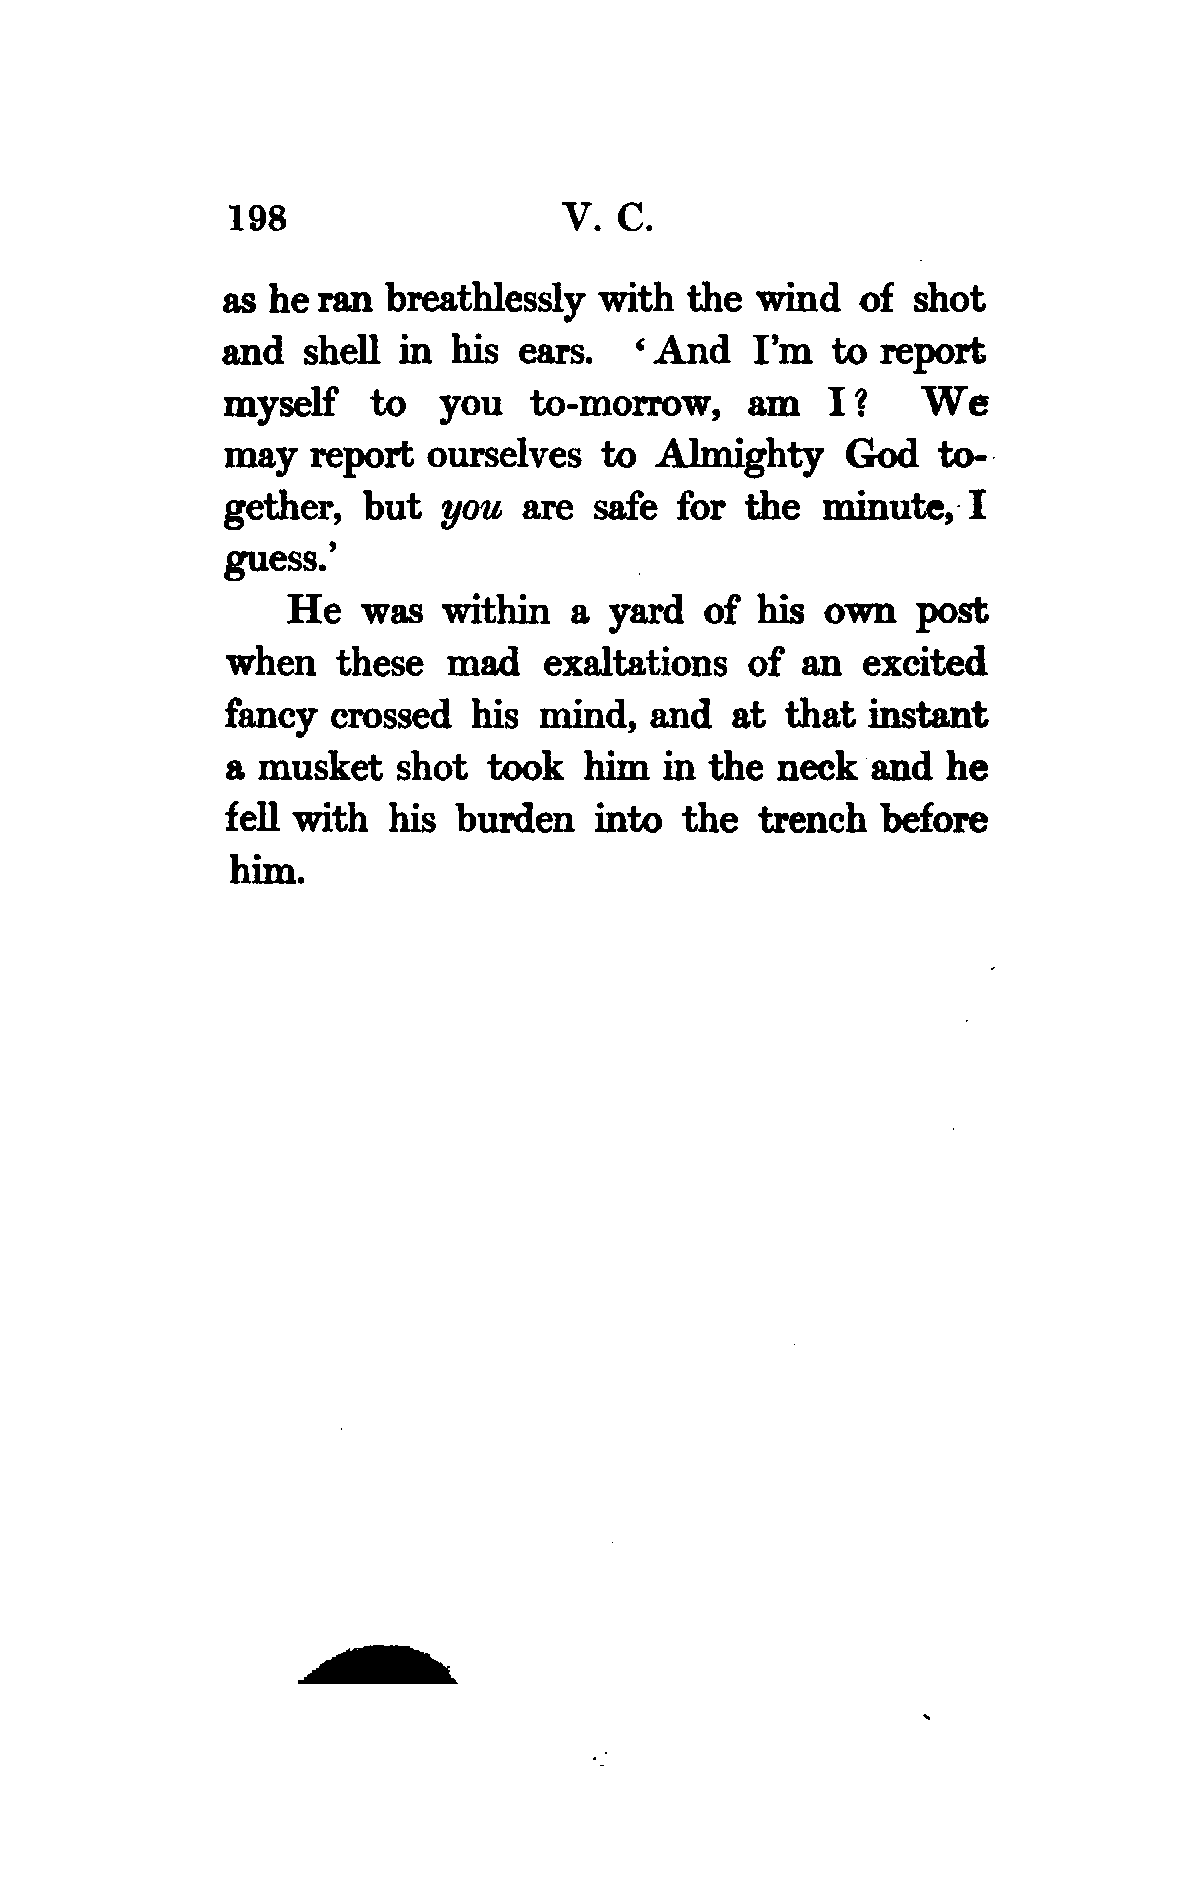 198 V. C.
as he ran breathlessly with the wind of shot
and shell in his ears. ‘And I’m to report
myself to you to-morrow, am I? We
may report ourselves to Almighty God to-
gether, but you are safe for the minute, I
guess.’
He was within a yard of his own post
when these mad exaltations of an excited
fancy crossed his mind, and at that instant
a musket shot took him in the neck and he
fell with his burden into the trench before
him.